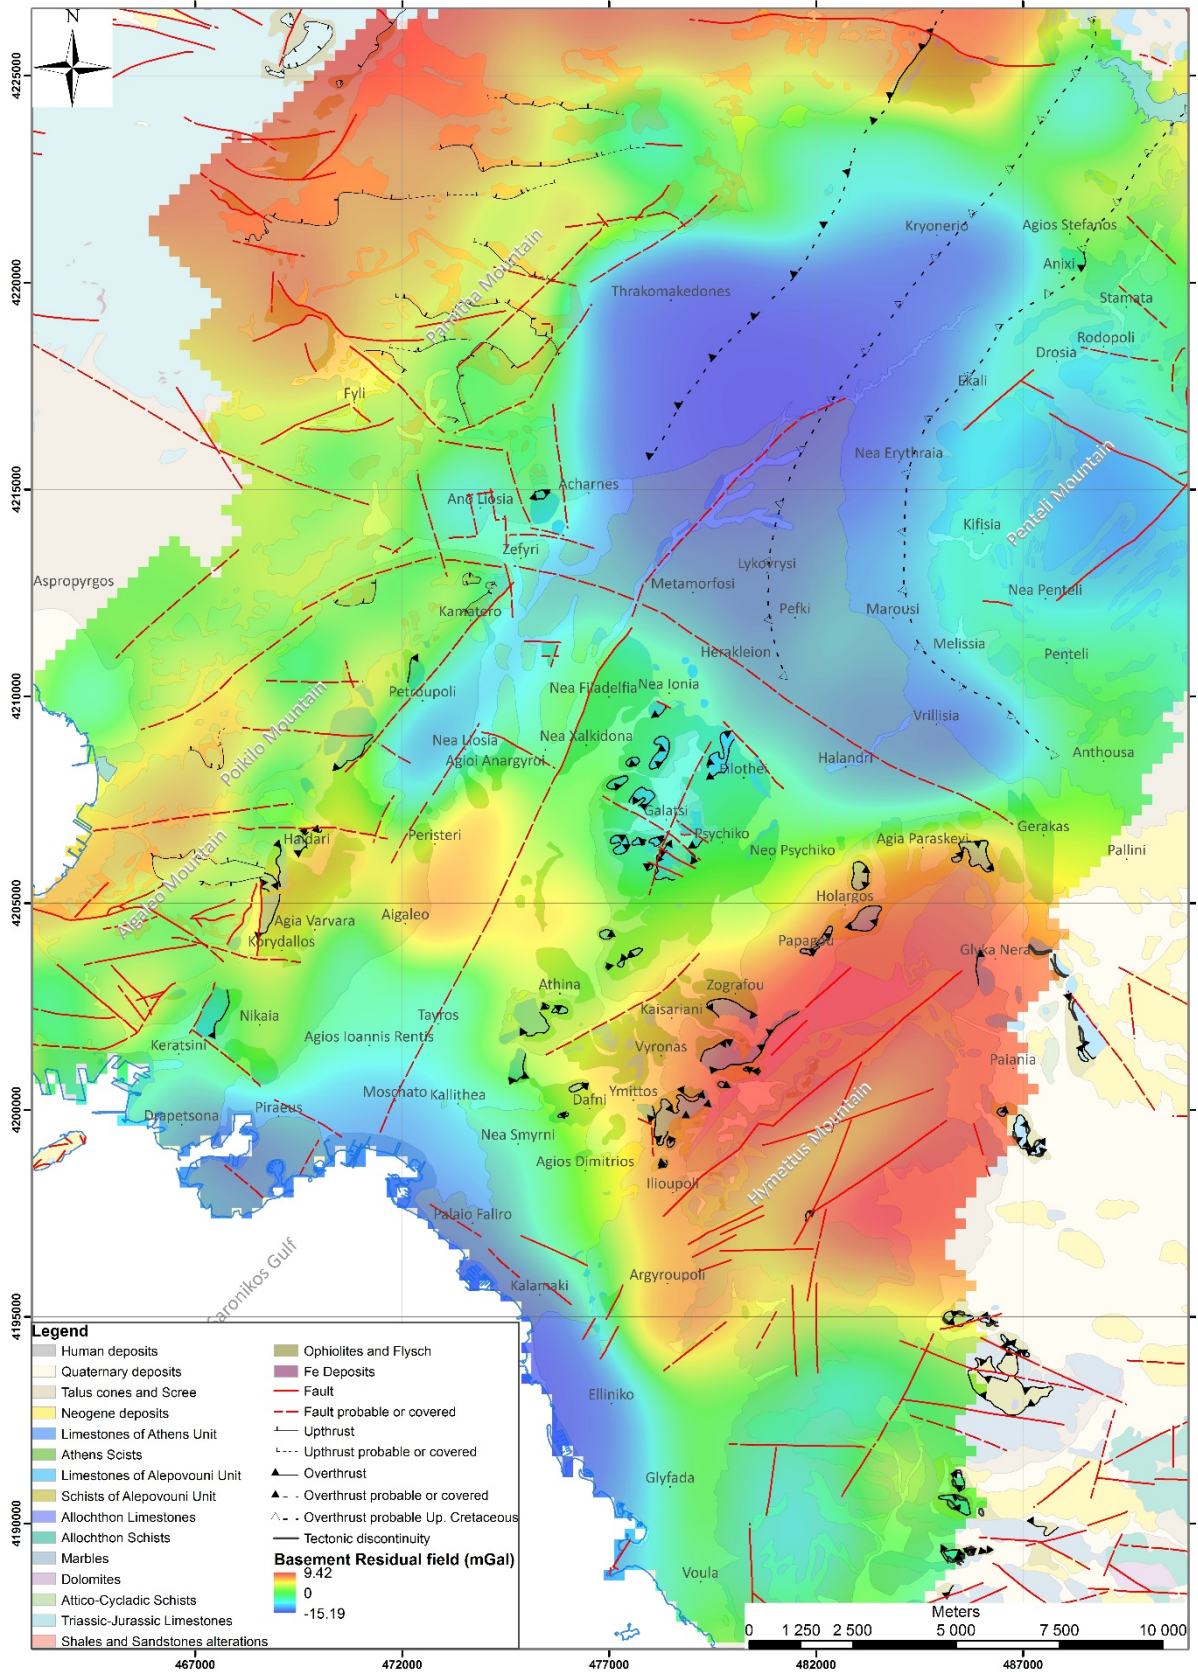 N
4225000
Kryonerio
Agios Stefanos
4220000
Parnitha Mountain
Anixi
Thrakomakedones
Stamata
Rodopoli
Drosia
Ekali
Fyli
Nea Erythraia
Penteli Mountain
4215000
Acharnes
Ano Liosia
Kifisia
Zefyri
Lykovrysi
Aspropyrgos
Metamorfosi
Nea Penteli
Kamatero
Pefki
Marousi
Melissia
Herakleion
Penteli
4210000
Petroupoli
Nea Filadelfia
Nea Ionia
Poikilo Mountain
Vrillisia
Nea Liosia
Nea Xalkidona
Anthousa
Agioi Anargyroi
Halandri
Filothei
Galatsi
Haidari
Peristeri
Psychiko
Gerakas
Agia Paraskevi
Neo Psychiko
Pallini
Aigaleo Mountain
4205000
Holargos
Agia Varvara
Aigaleo
Korydallos
Papagou
Glyka Nera
Athina
Zografou
Nikaia
Tayros
Kaisariani
Agios Ioannis Rentis
Keratsini
Vyronas
Paiania
4200000
Drapetsona
Piraeus
Moschato
Kallithea
Dafni
Ymittos
Hymettus Mountain
Nea Smyrni
Agios Dimitrios
Ilioupoli
Palaio Faliro
Saronikos Gulf
Kalamaki
Argyroupoli
4195000
Elliniko
Glyfada
4190000
Voula
Legend
Human deposits
Quaternary deposits
Talus cones and Scree
Neogene deposits
Limestones of Athens Unit
Athens Scists
Limestones of Alepovouni Unit
Schists of Alepovouni Unit
Allochthon Limestones
Allochthon Schists
Marbles
Dolomites
Attico-Cycladic Schists
Triassic-Jurassic Limestones
Shales and Sandstones alterations
Ophiolites and Flysch
Fe Deposits
Fault
Fault probable or covered
Upthrust
Upthrust probable or covered
Overthrust
Overthrust probable or covered
Overthrust probable Up. Cretaceous
Tectonic discontinuity
Basement Residual field (mGal)
9.42
0
-15.19
Meters
0 1 250 2 500 5 000 7 500 10 000
467000 472000 477000 482000 487000